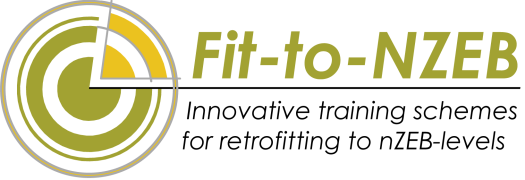 Fit-to-NZEB
Innovative training schemes
for retrofitting to nZEB-levels